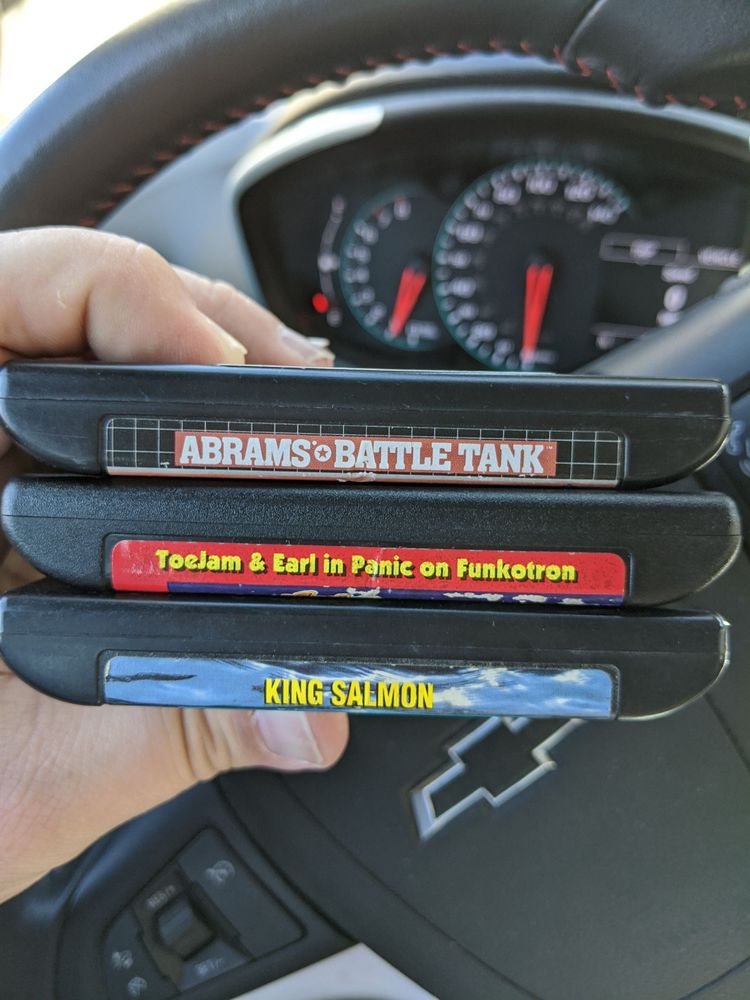 ABRAMS BATTLE TANK
ToeJam & Earl in Panic on Funkotron
KING SALMON